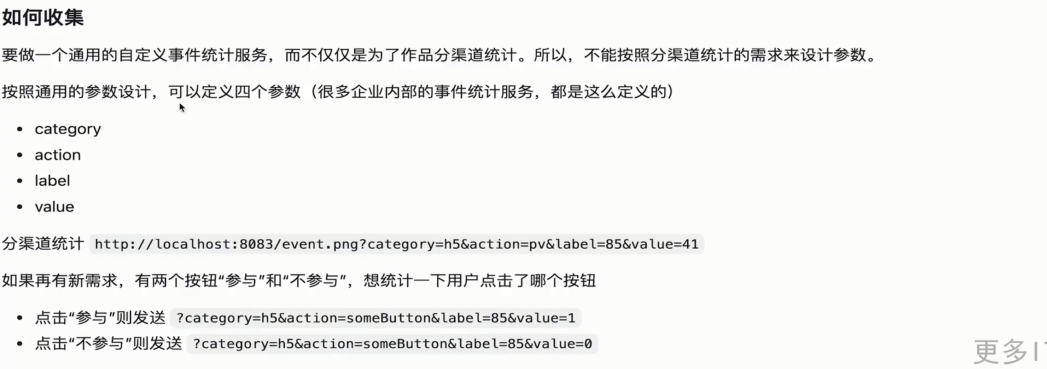 如何收集
要做一个通用的自定义事件统计服务，而不仅仅是为了作品分渠道统计。所以，不能按照分渠道统计的需求来设计参数。
按照通用的参数设计，可以定义四个参数（很多企业内部的事件统计服务，都是这么定义的）
• category
• action
• label
• value
分渠道统计 http://localhost:8083/event.png?category=h5&action=pv&label=85&value=41
如果再有新需求，有两个按钮“参与”和“不参与”，想统计一下用户点击了哪个按钮
• 点击“参与”则发送 ?category=h5&action=someButton&label=85&value=1
• 点击“不参与”则发送 ?category=h5&action=someButton&label=85&value=0
更多